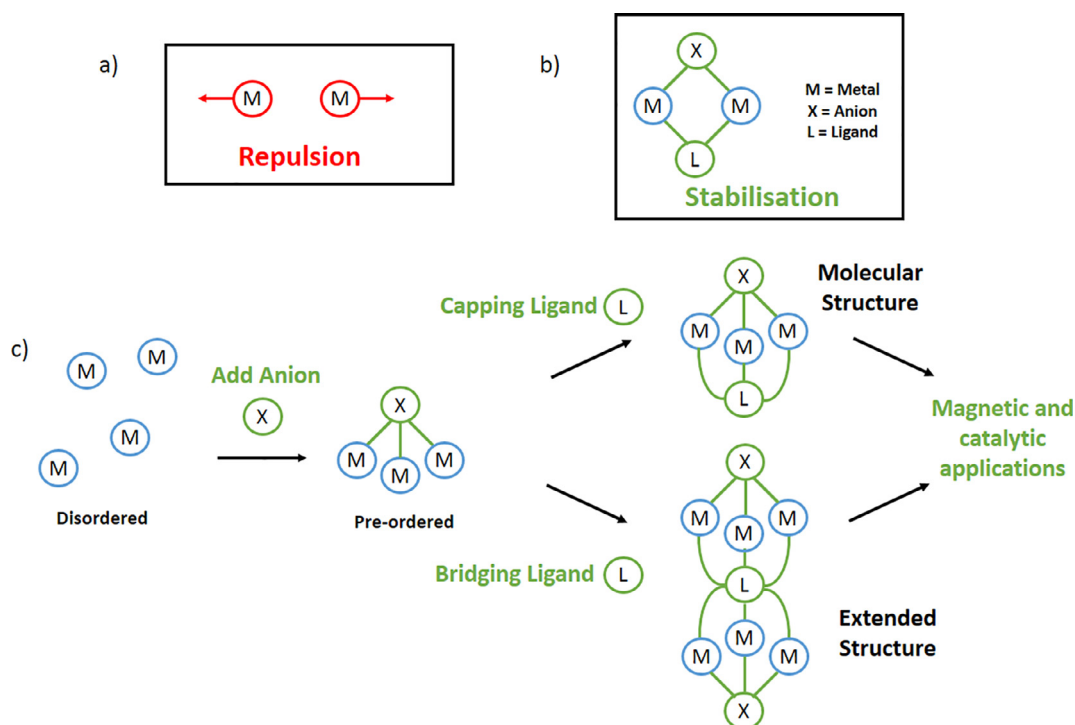 a)
M
M
Repulsion
b)
X
M
M
L
M = Metal
X = Anion
L = Ligand
Stabilisation
c)
M
M
M
M
Disordered
Add Anion
X
X
M
M
M
Pre-ordered
Capping Ligand
L
X
M
M
M
L
Molecular
Structure
Bridging Ligand
L
X
M
M
M
L
M
M
M
X
Extended
Structure
Magnetic and
catalytic
applications